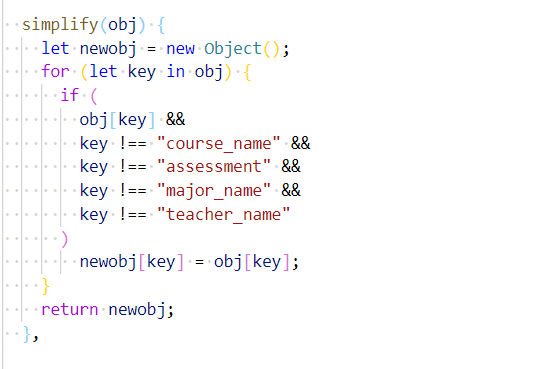 simplify(obj) {
let newobj = new Object();
for (let key in obj) {
if (
obj[key] &&
key !== "course_name" &&
key !== "assessment" &&
key !== "major_name" &&
key !== "teacher_name"
)
newobj[key] = obj[key];
}
return newobj;
},